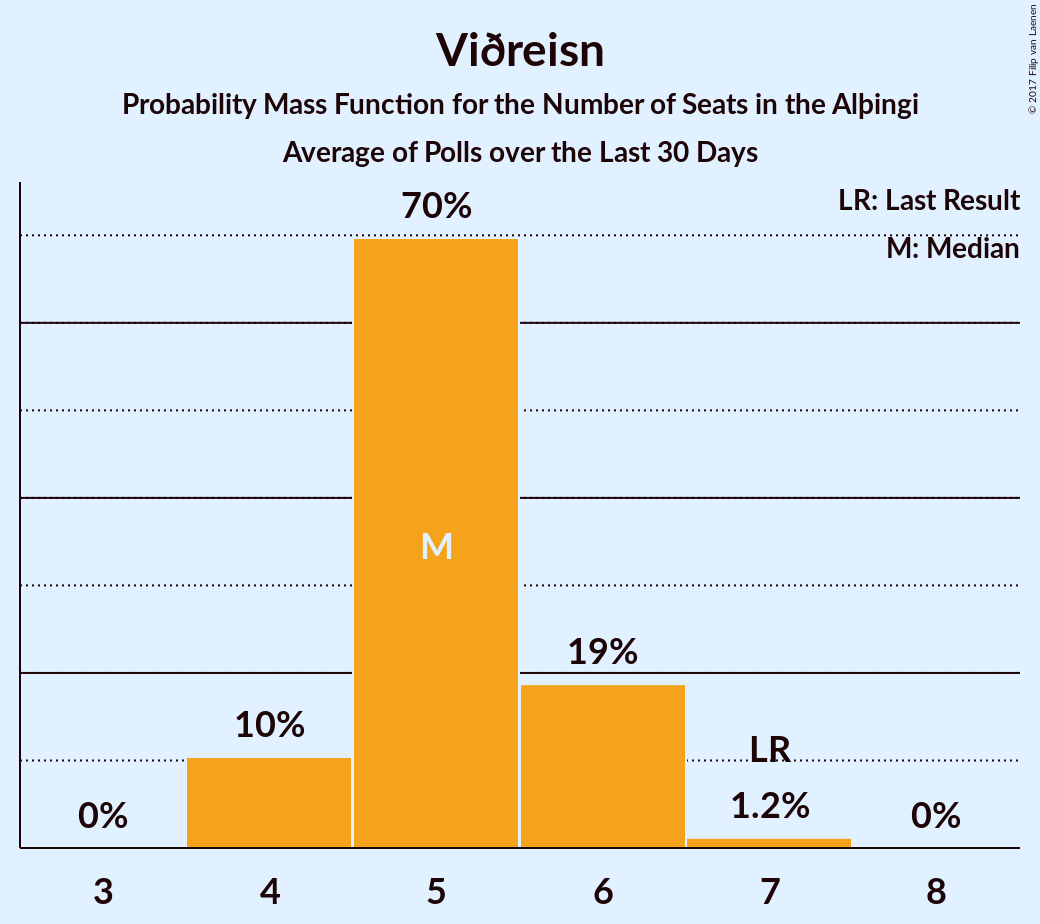 Viðreisn
Probability Mass Function for the Number of Seats in the Alþingi
Average of Polls over the Last 30 Days
© 2017 Filip van Laenen
LR: Last Result
M: Median
70%
M
19%
10%
LR
1.2%
0%
0%
3 4 5 6 7 8